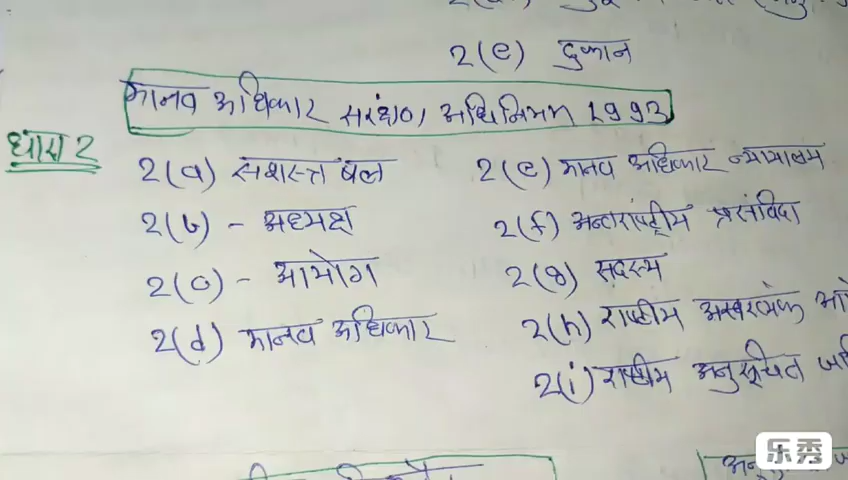 2(e) दुकान
मानव अधिकार सरंक्षण अधिनियम 1993
धारा 2
2(a) सशस्त्र बल
2(b) - अध्यक्ष
2(c) - आयोग
2(d) मानव अधिकार
2(e) मानव अधिकार न्यायालय
2(f) अन्तर्राष्ट्रीय प्रसंविदा
2(g) सदस्य
2(h) राष्ट्रीय अल्पसंख्यक
2(i) राष्ट्रीय अनुसूचित
乐秀